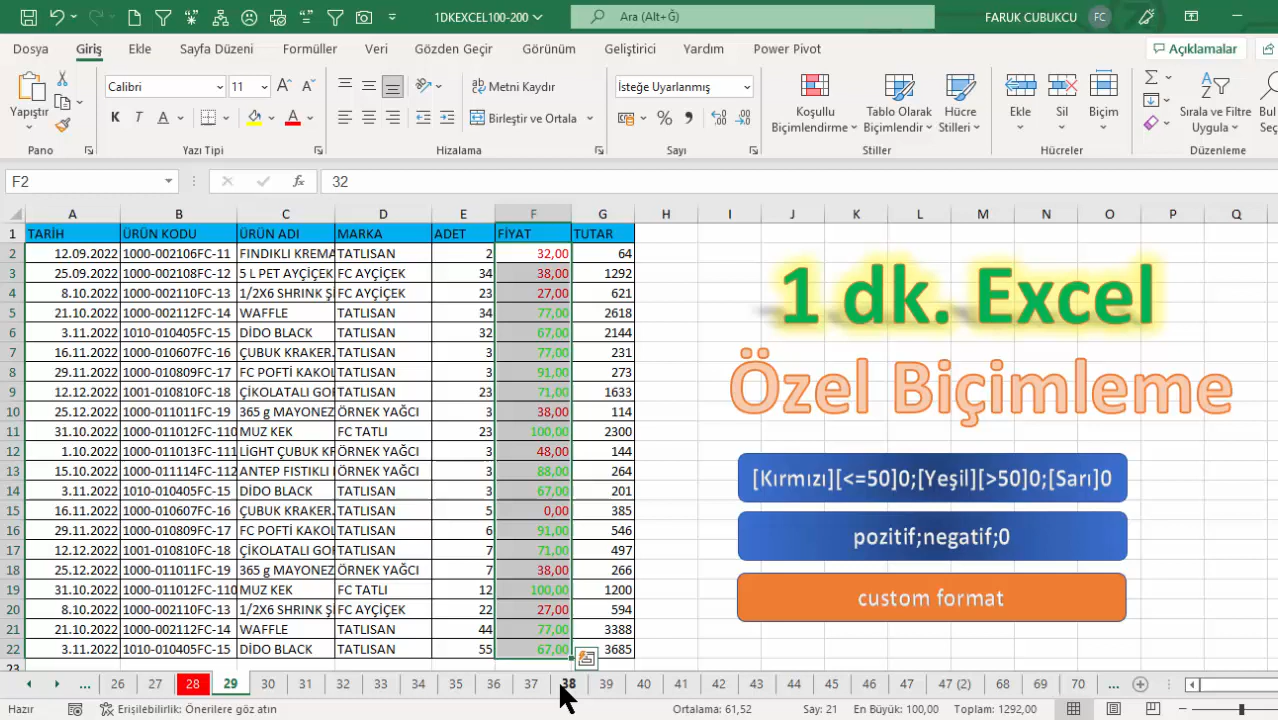 1DKEXCEL100-200
Ara (Alt+Ğ)
FARUK CUBUKCU
FC
Dosya Giriş Ekle Sayfa Düzeni Formüller Veri Gözden Geçir Görünüm Geliştirici Yardım Power Pivot
Açıklamalar
Calibri 11
Metni Kaydır
İsteğe Uyarlanmış
Yapıştır
K T A
Birleştir ve Ortala
Koşullu Biçimlendirme
Tablo Olarak Biçimlendir
Hücre Stilleri
Ekle Sil Biçim
Sırala ve Filtre Uygula
Bul
Pano Yazı Tipi Hizalama Sayı Stiller Hücreler Düzenleme
F2 fx 32
A B C D E F G H I J K L M N O P Q
1 TARİH ÜRÜN KODU ÜRÜN ADI MARKA ADET FİYAT TUTAR
2 12.09.2022 1000-002106FC-11 FINDIKLI KREMA TATLISAN 2 32,00 64
3 25.09.2022 1000-002108FC-12 5 L PET AYÇİÇEK FC AYÇİÇEK 34 38,00 1292
4 8.10.2022 1000-002110FC-13 1/2X6 SHRINK Şİ FC AYÇİÇEK 23 27,00 621
5 21.10.2022 1000-002112FC-14 WAFFLE TATLISAN 34 77,00 2618
6 3.11.2022 1010-010405FC-15 DİDO BLACK TATLISAN 32 67,00 2144
7 16.11.2022 1000-010607FC-16 ÇUBUK KRAKER. TATLISAN 3 77,00 231
8 29.11.2022 1000-010809FC-17 FC POFTİ KAKOL TATLISAN 3 91,00 273
9 12.12.2022 1001-010810FC-18 ÇİKOLATALI GOF TATLISAN 23 71,00 1633
10 25.12.2022 1000-011011FC-19 365 g MAYONEZ ÖRNEK YAĞCI 3 38,00 114
11 31.10.2022 1000-011012FC-110 MUZ KEK FC TATLI 23 100,00 2300
12 1.10.2022 1000-011013FC-111 LİGHT ÇUBUK KR ÖRNEK YAĞCI 3 48,00 144
13 15.10.2022 1000-011114FC-112 ANTEP FISTIKLI ÖRNEK YAĞCI 3 88,00 264
14 3.11.2022 1010-010405FC-15 DİDO BLACK TATLISAN 3 67,00 201
15 16.11.2022 1000-010607FC-16 ÇUBUK KRAKER. TATLISAN 5 0,00 385
16 29.11.2022 1000-010809FC-17 FC POFTİ KAKOL TATLISAN 6 91,00 546
17 12.12.2022 1001-010810FC-18 ÇİKOLATALI GOF TATLISAN 7 71,00 497
18 25.12.2022 1000-011011FC-19 365 g MAYONEZ ÖRNEK YAĞCI 7 38,00 266
19 31.10.2022 1000-011012FC-110 MUZ KEK FC TATLI 12 100,00 1200
20 8.10.2022 1000-002110FC-13 1/2X6 SHRINK Şİ FC AYÇİÇEK 22 27,00 594
21 21.10.2022 1000-002112FC-14 WAFFLE TATLISAN 44 77,00 3388
22 3.11.2022 1010-010405FC-15 DİDO BLACK TATLISAN 55 67,00 3685
23
1 dk. Excel
Özel Biçimleme
[Kırmızı][<=50]0;[Yeşil][>50]0;[Sarı]0
pozitif;negatif;0
custom format
... 26 27 28 29 30 31 32 33 34 35 36 37 38 39 40 41 42 43 44 45 46 47 47 (2) 68 69 70 ...
Hazır Erişilebilirlik: Önerilere göz atın Ortalama: 61,52 Say: 21 En Büyük: 100,00 Toplam: 1292,00